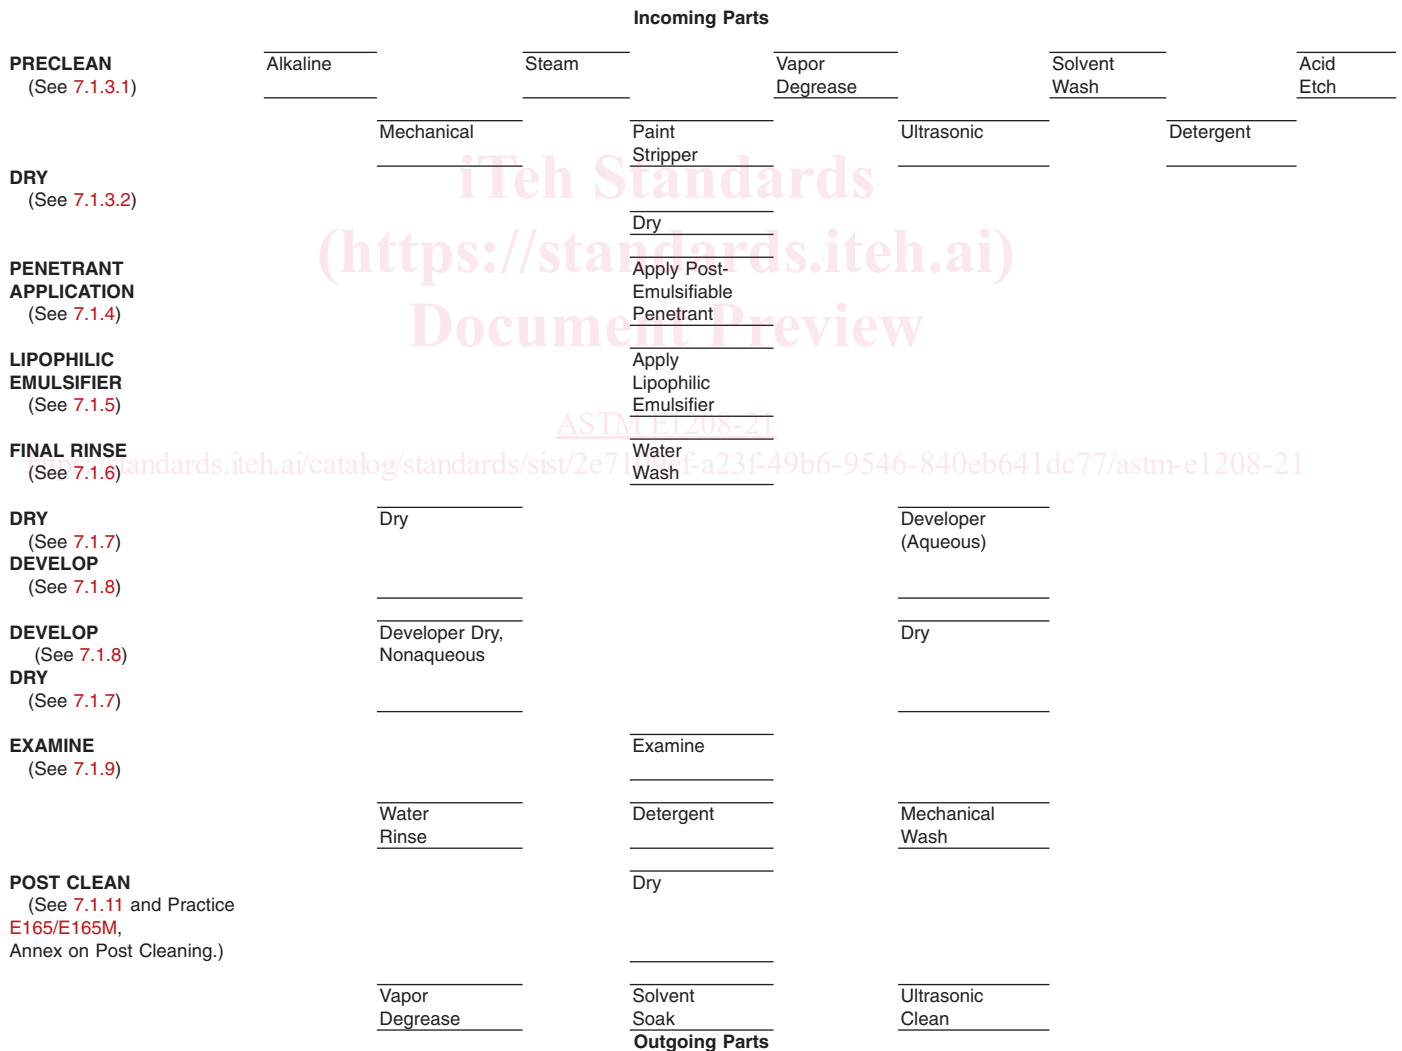 Incoming Parts
PRECLEAN
(See 7.1.3.1)
Alkaline
Steam
Vapor
Degrease
Solvent
Wash
Acid
Etch
Mechanical
Paint
Stripper
Ultrasonic
Detergent
iTeh Standards
DRY
(See 7.1.3.2)
Dry
(https://standards.iteh.ai)
PENETRANT
APPLICATION
(See 7.1.4)
Apply Post-
Emulsifiable
Penetrant
Document Preview
LIPOPHILIC
EMULSIFIER
(See 7.1.5)
Apply
Lipophilic
Emulsifier
ASTM E1208-21
FINAL RINSE
(See 7.1.6)
Water
Wash
DRY
(See 7.1.7)
DEVELOP
(See 7.1.8)
Dry
Developer
(Aqueous)
DEVELOP
(See 7.1.8)
DRY
(See 7.1.7)
Developer Dry,
Nonaqueous
Dry
EXAMINE
(See 7.1.9)
Examine
Water
Rinse
Detergent
Mechanical
Wash
POST CLEAN
(See 7.1.11 and Practice
E165/E165M,
Annex on Post Cleaning.)
Dry
Vapor
Degrease
Solvent
Soak
Ultrasonic
Clean
Outgoing Parts